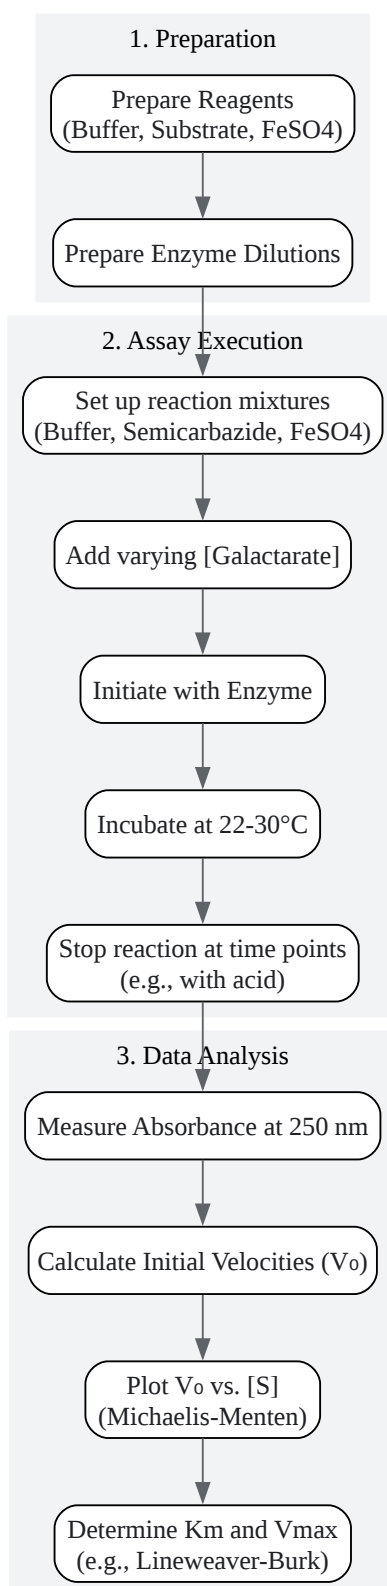 1. Preparation
Prepare Reagents
(Buffer, Substrate, FeSO4)
Prepare Enzyme Dilutions
2. Assay Execution
Set up reaction mixtures
(Buffer, Semicarbazide, FeSO4)
Add varying [Galactarate]
Initiate with Enzyme
Incubate at 22-30°C
Stop reaction at time points
(e.g., with acid)
3. Data Analysis
Measure Absorbance at 250 nm
Calculate Initial Velocities (V₀)
Plot V₀ vs. [S]
(Michaelis-Menten)
Determine Km and Vmax
(e.g., Lineweaver-Burk)